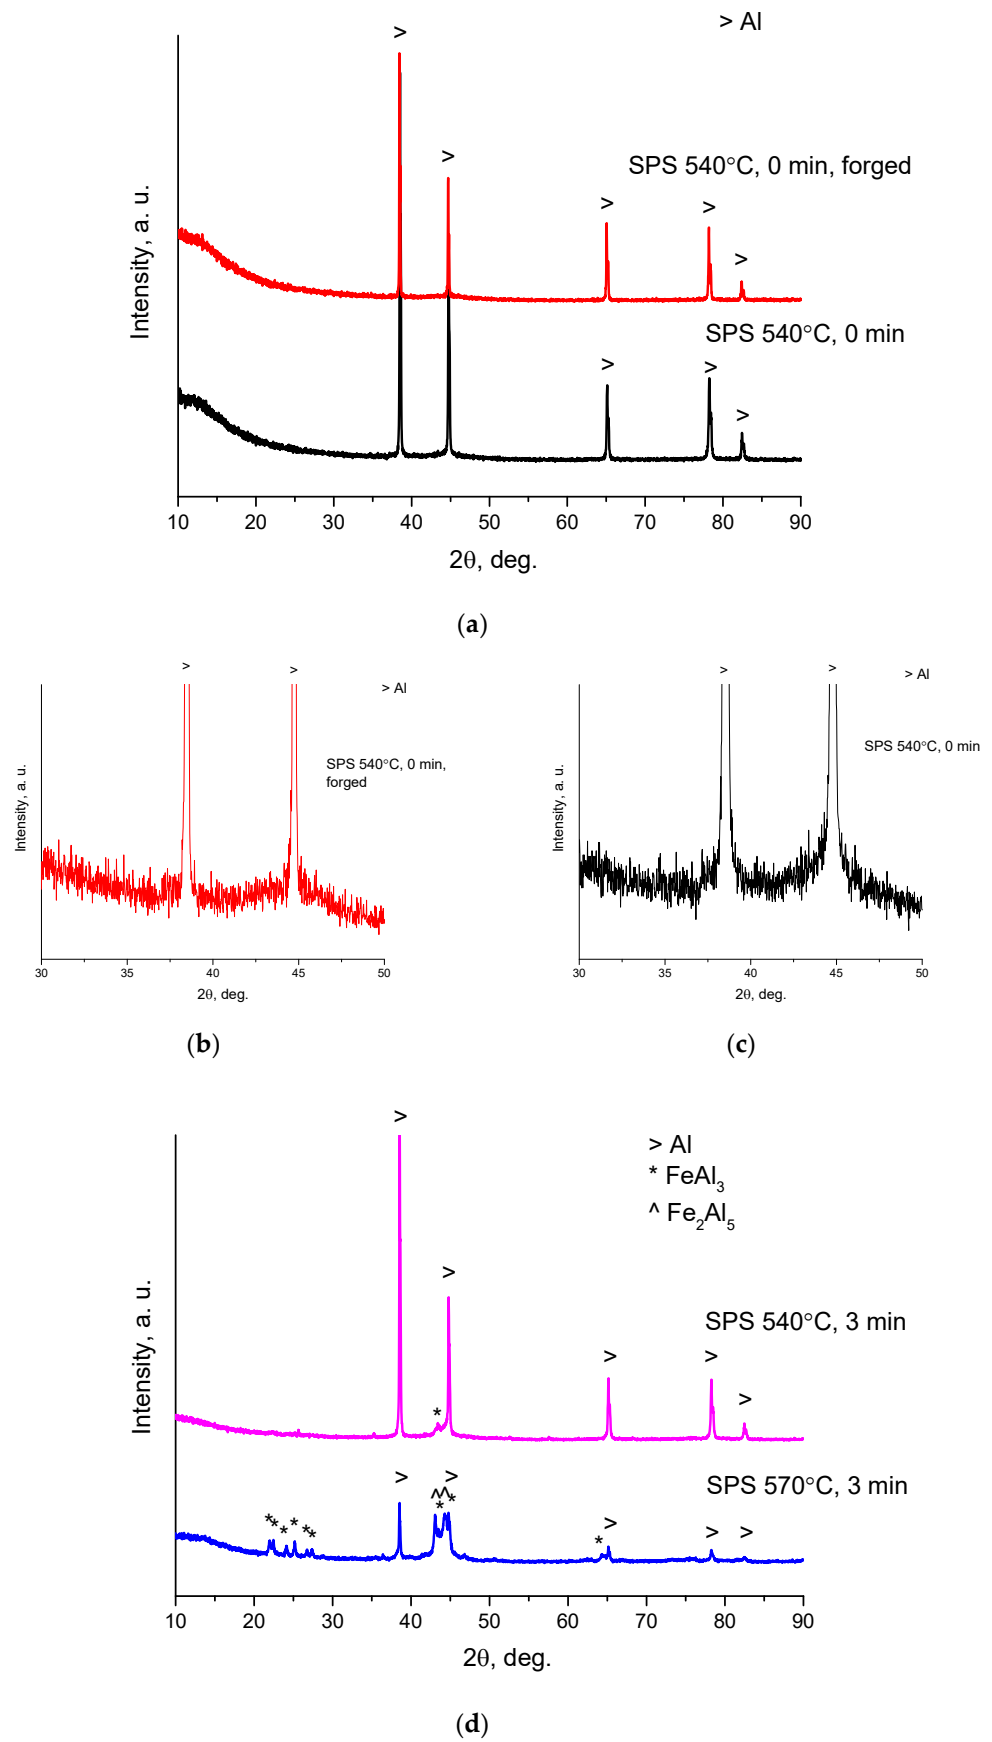 >
> Al
>
SPS 540°C, 0 min, forged
> > >
Intensity, a. u.
SPS 540°C, 0 min
> > >
10 20 30 40 50 60 70 80 90
2θ, deg.
(a)
> >
> Al
SPS 540°C, 0 min,
forged
Intensity, a. u.
30 35 40 45 50
2θ, deg.
(b)
> >
> Al
SPS 540°C, 0 min
Intensity, a. u.
30 35 40 45 50
2θ, deg.
(c)
>
> Al
* FeAl3
^ Fe2Al5
>
SPS 540°C, 3 min
> > >
*
Intensity, a. u.
SPS 570°C, 3 min
* * * * * * > ^ ^ > * * * > > >
10 20 30 40 50 60 70 80 90
2θ, deg.
(d)